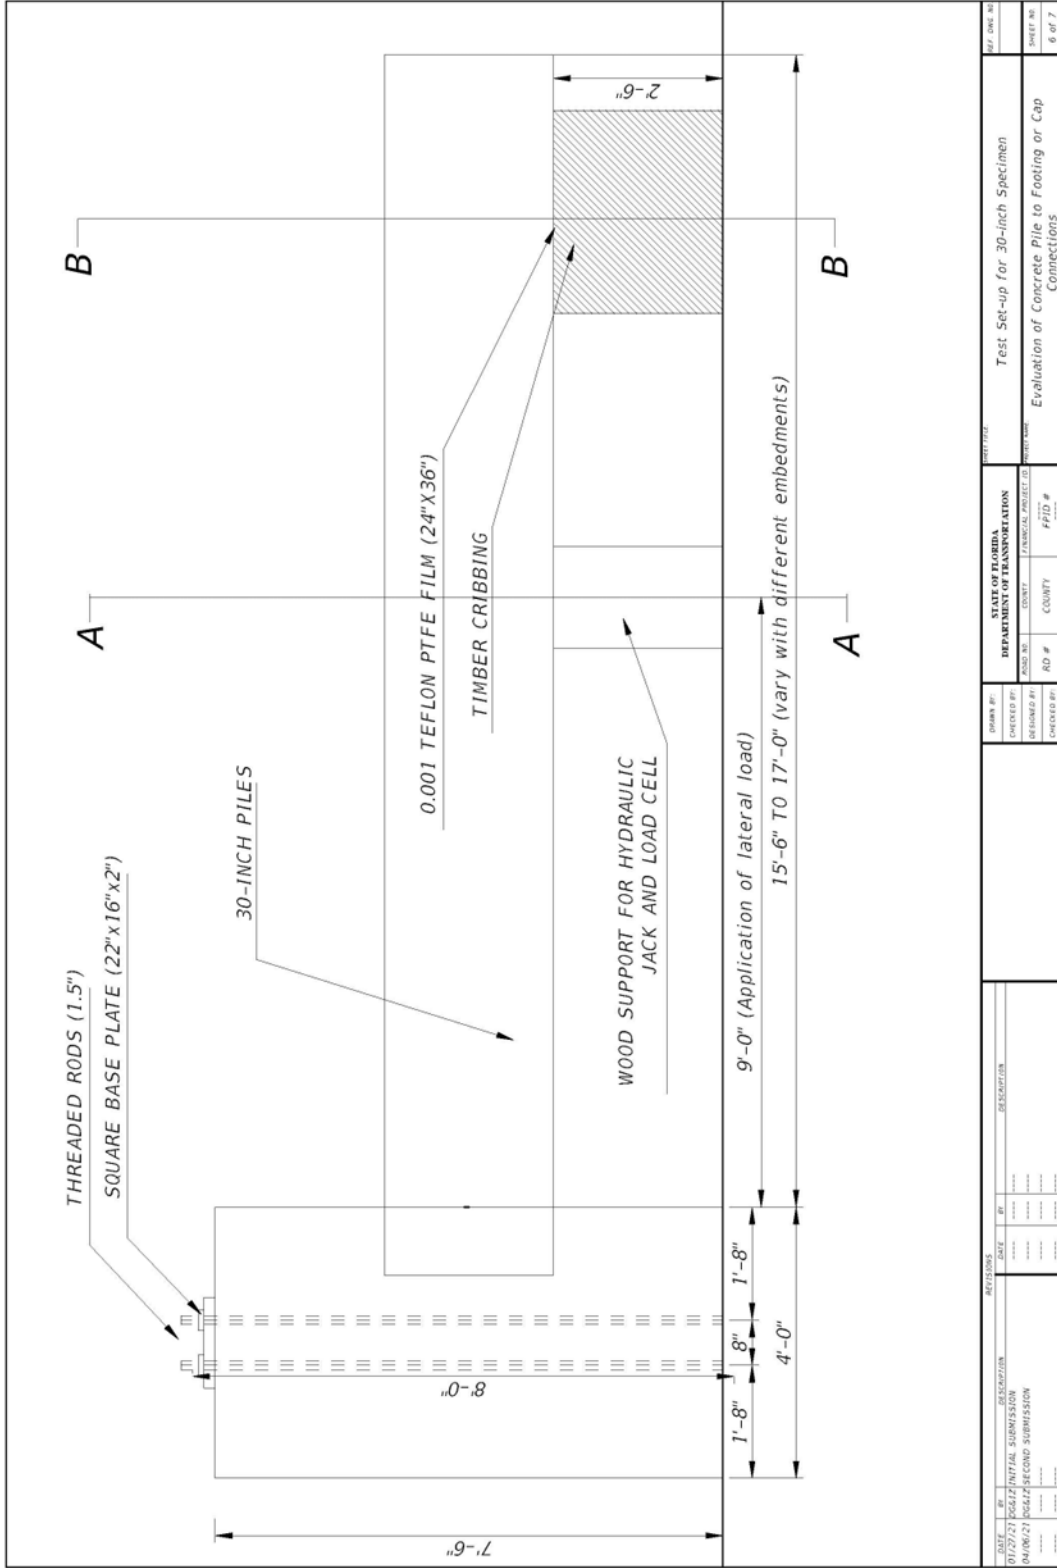 THREADED RODS (1.5")
SQUARE BASE PLATE (22"x16"x2")
30-INCH PILES
0.001 TEFLON PTFE FILM (24"X36")
TIMBER CRIBBING
WOOD SUPPORT FOR HYDRAULIC
JACK AND LOAD CELL
A
A
B
B
7'-6"
8'-0"
2'-6"
1'-8"
8"
1'-8"
4'-0"
9'-0" (Application of lateral load)
15'-6" TO 17'-0" (vary with different embedments)
REVISIONS
DATE BY DESCRIPTION DATE BY DESCRIPTION
01/27/21 DG&IZ INITIAL SUBMISSION
04/06/21 DG&IZ SECOND SUBMISSION
DRAWN BY:
CHECKED BY:
DESIGNED BY:
CHECKED BY:
STATE OF FLORIDA
DEPARTMENT OF TRANSPORTATION
ROAD NO. COUNTY FINANCIAL PROJECT ID
RD # COUNTY FPID #
SHEET TITLE:
Test Set-up for 30-inch Specimen
PROJECT NAME:
Evaluation of Concrete Pile to Footing or Cap
Connections
REF. DWG. NO.
SHEET NO.
6 of 7